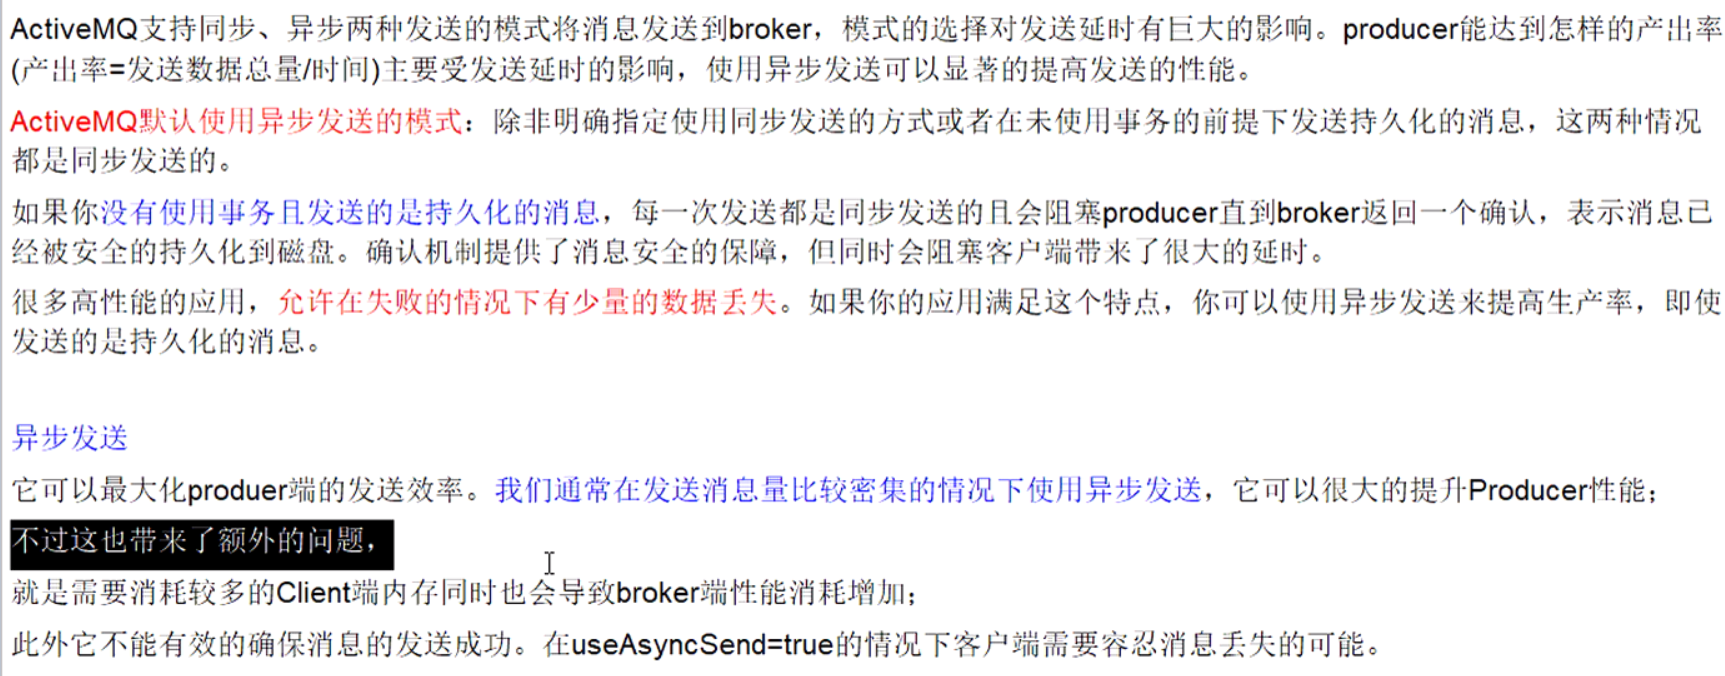 ActiveMQ支持同步、异步两种发送的模式将消息发送到broker，模式的选择对发送延时有巨大的影响。producer能达到怎样的产出率
(产出率=发送数据总量/时间)主要受发送延时的影响，使用异步发送可以显著的提高发送的性能。
ActiveMQ默认使用异步发送的模式：除非明确指定使用同步发送的方式或者在未使用事务的前提下发送持久化的消息，这两种情况
都是同步发送的。
如果你没有使用事务且发送的是持久化的消息，每一次发送都是同步发送的且会阻塞producer直到broker返回一个确认，表示消息已
经被安全的持久化到磁盘。确认机制提供了消息安全的保障，但同时会阻塞客户端带来了很大的延时。
很多高性能的应用，允许在失败的情况下有少量的数据丢失。如果你的应用满足这个特点，你可以使用异步发送来提高生产率，即使
发送的是持久化的消息。
异步发送
它可以最大化produer端的发送效率。我们通常在发送消息量比较密集的情况下使用异步发送，它可以很大的提升Producer性能；
不过这也带来了额外的问题，
就是需要消耗较多的Client端内存同时也会导致broker端性能消耗增加；
此外它不能有效的确保消息的发送成功。在useAsyncSend=true的情况下客户端需要容忍消息丢失的可能。